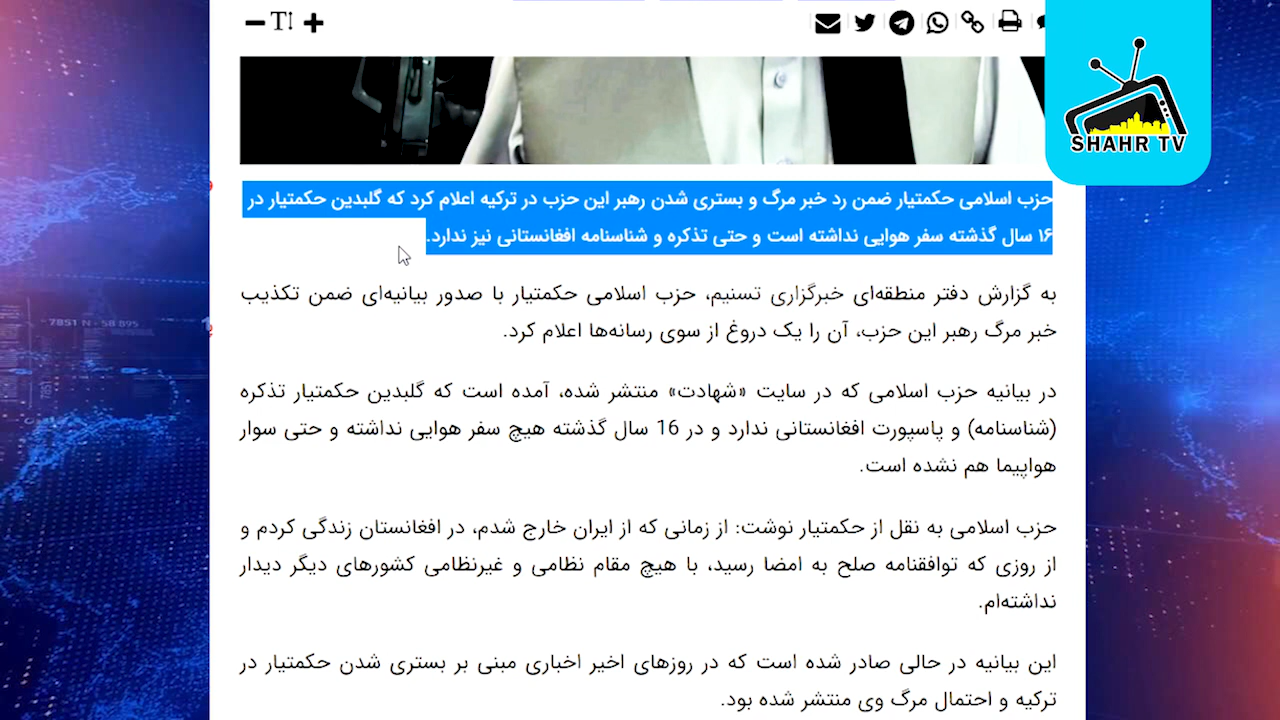 SHAHR TV
حزب اسلامی حکمتیار ضمن رد خبر مرگ و بستری شدن رهبر این حزب در ترکیه اعلام کرد که گلبدین حکمتیار در
۱۶ سال گذشته سفر هوایی نداشته است و حتی تذکره و شناسنامه افغانستانی نیز ندارد.
به گزارش دفتر منطقه‌ای خبرگزاری تسنیم، حزب اسلامی حکمتیار با صدور بیانیه‌ای ضمن تکذیب
خبر مرگ رهبر این حزب، آن را یک دروغ از سوی رسانه‌ها اعلام کرد.
در بیانیه حزب اسلامی که در سایت «شهادت» منتشر شده، آمده است که گلبدین حکمتیار تذکره
(شناسنامه) و پاسپورت افغانستانی ندارد و در 16 سال گذشته هیچ سفر هوایی نداشته و حتی سوار
هواپیما هم نشده است.
حزب اسلامی به نقل از حکمتیار نوشت: از زمانی که از ایران خارج شدم، در افغانستان زندگی کردم و
از روزی که توافقنامه صلح به امضا رسید، با هیچ مقام نظامی و غیرنظامی کشورهای دیگر دیدار
نداشته‌ام.
این بیانیه در حالی صادر شده است که در روزهای اخیر اخباری مبنی بر بستری شدن حکمتیار در
ترکیه و احتمال مرگ وی منتشر شده بود.